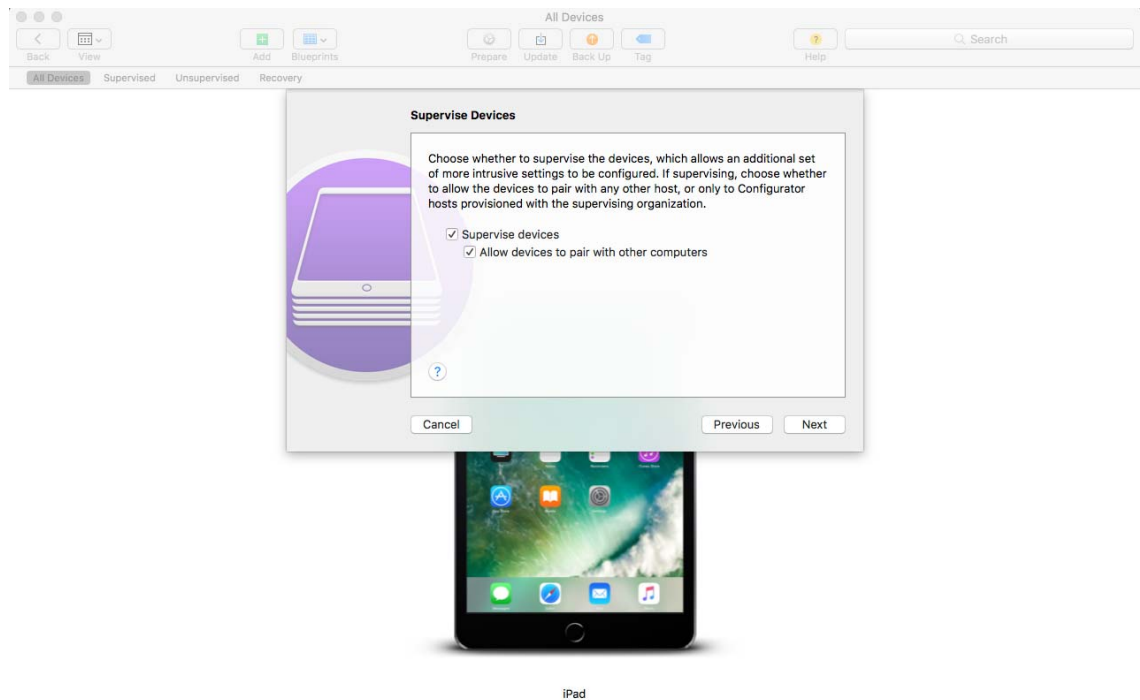 All Devices
Back View Add Blueprints Prepare Update Back Up Tag Help Search
All Devices Supervised Unsupervised Recovery
Supervise Devices
Choose whether to supervise the devices, which allows an additional set
of more intrusive settings to be configured. If supervising, choose whether
to allow the devices to pair with any other host, or only to Configurator
hosts provisioned with the supervising organization.
Supervise devices
Allow devices to pair with other computers
?
Cancel Previous Next
iPad